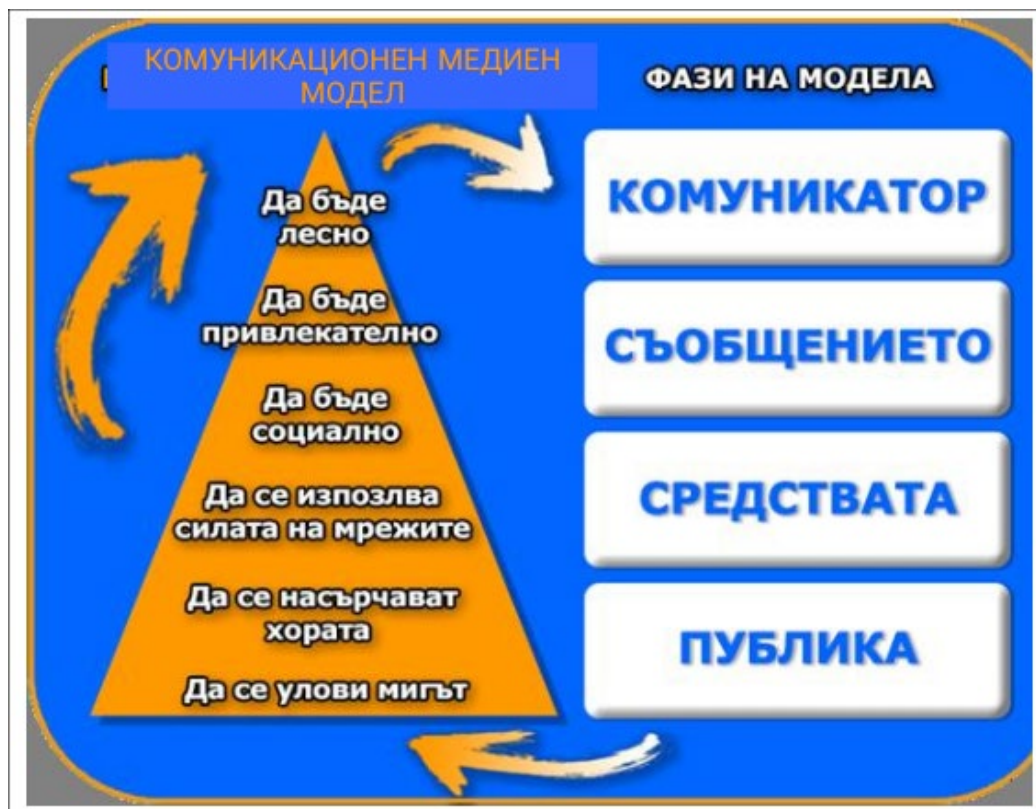 КОМУНИКАЦИОНЕН МЕДИЕН
МОДЕЛ
ФАЗИ НА МОДЕЛА
Да бъде
лесно
Да бъде
привлекателно
Да бъде
социално
Да се изпозлва
силата на мрежите
Да се насърчават
хората
Да се улови мигът
КОМУНИКАТОР
СЪОБЩЕНИЕТО
СРЕДСТВАТА
ПУБЛИКА